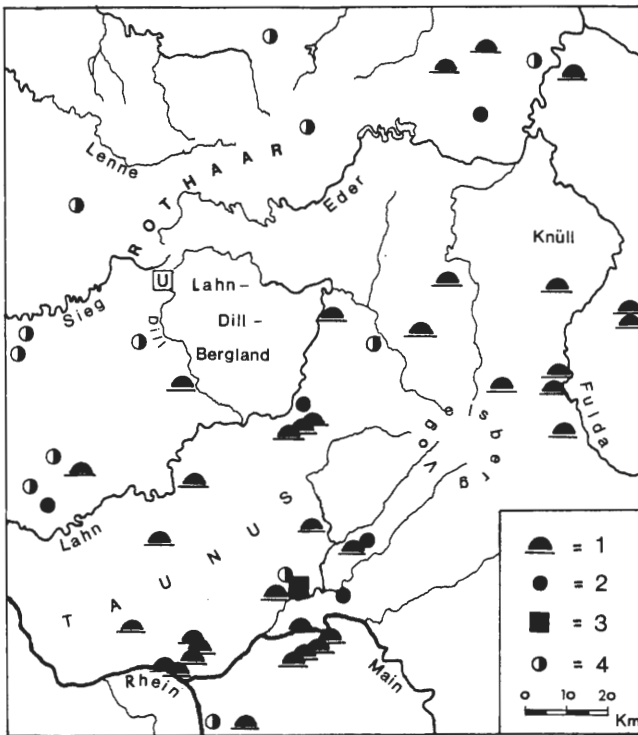 Lenne
ROTHAAR
Eder
Knüll
U
Lahn-
Dill-
Bergland
Sieg
Dill
Fulda
Vogelsberg
Lahn
TAUNUS
Rhein
Main
= 1
= 2
= 3
= 4
0 10 20
Km